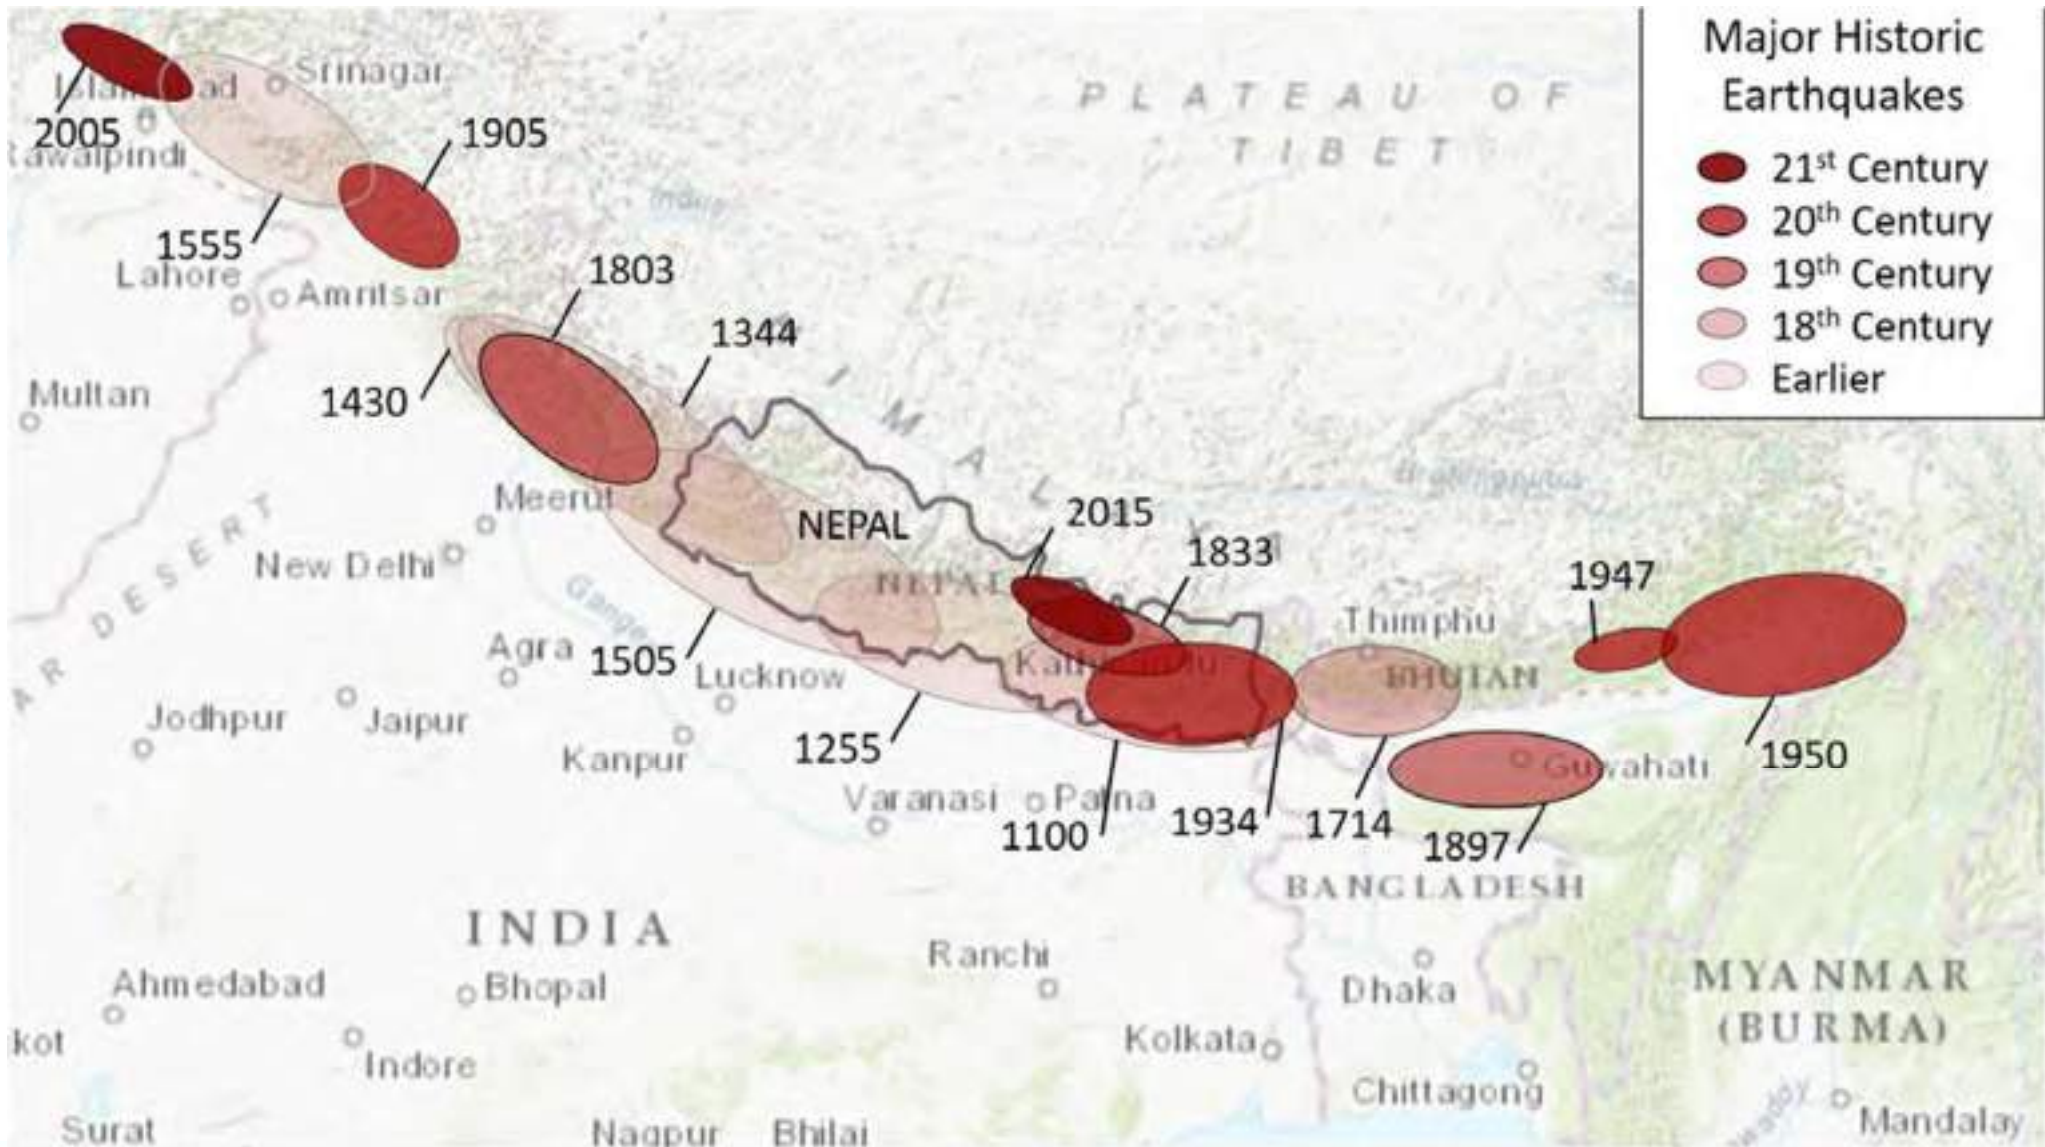 Major Historic
Earthquakes
21st Century
20th Century
19th Century
18th Century
Earlier
Srinagar
2005
1905
1555
Lahore
Amritsar
PLATEAU OF
TIBET
Indus
1803
1344
1430
Multan
Meerut
New Delhi
NEPAL
NEPAL
2015
1833
1947
Thimphu
BHUTAN
1505
Agra
Lucknow
Jodhpur
Jaipur
Kanpur
1255
Varanasi
Patna
1100
1934
1714
1897
Guwahati
1950
BANGLADESH
INDIA
Ranchi
Ahmedabad
Bhopal
Dhaka
MYANMAR
(BURMA)
kot
Indore
Kolkata
Chittagong
Mandalay
Surat
Nagpur
Bhilai